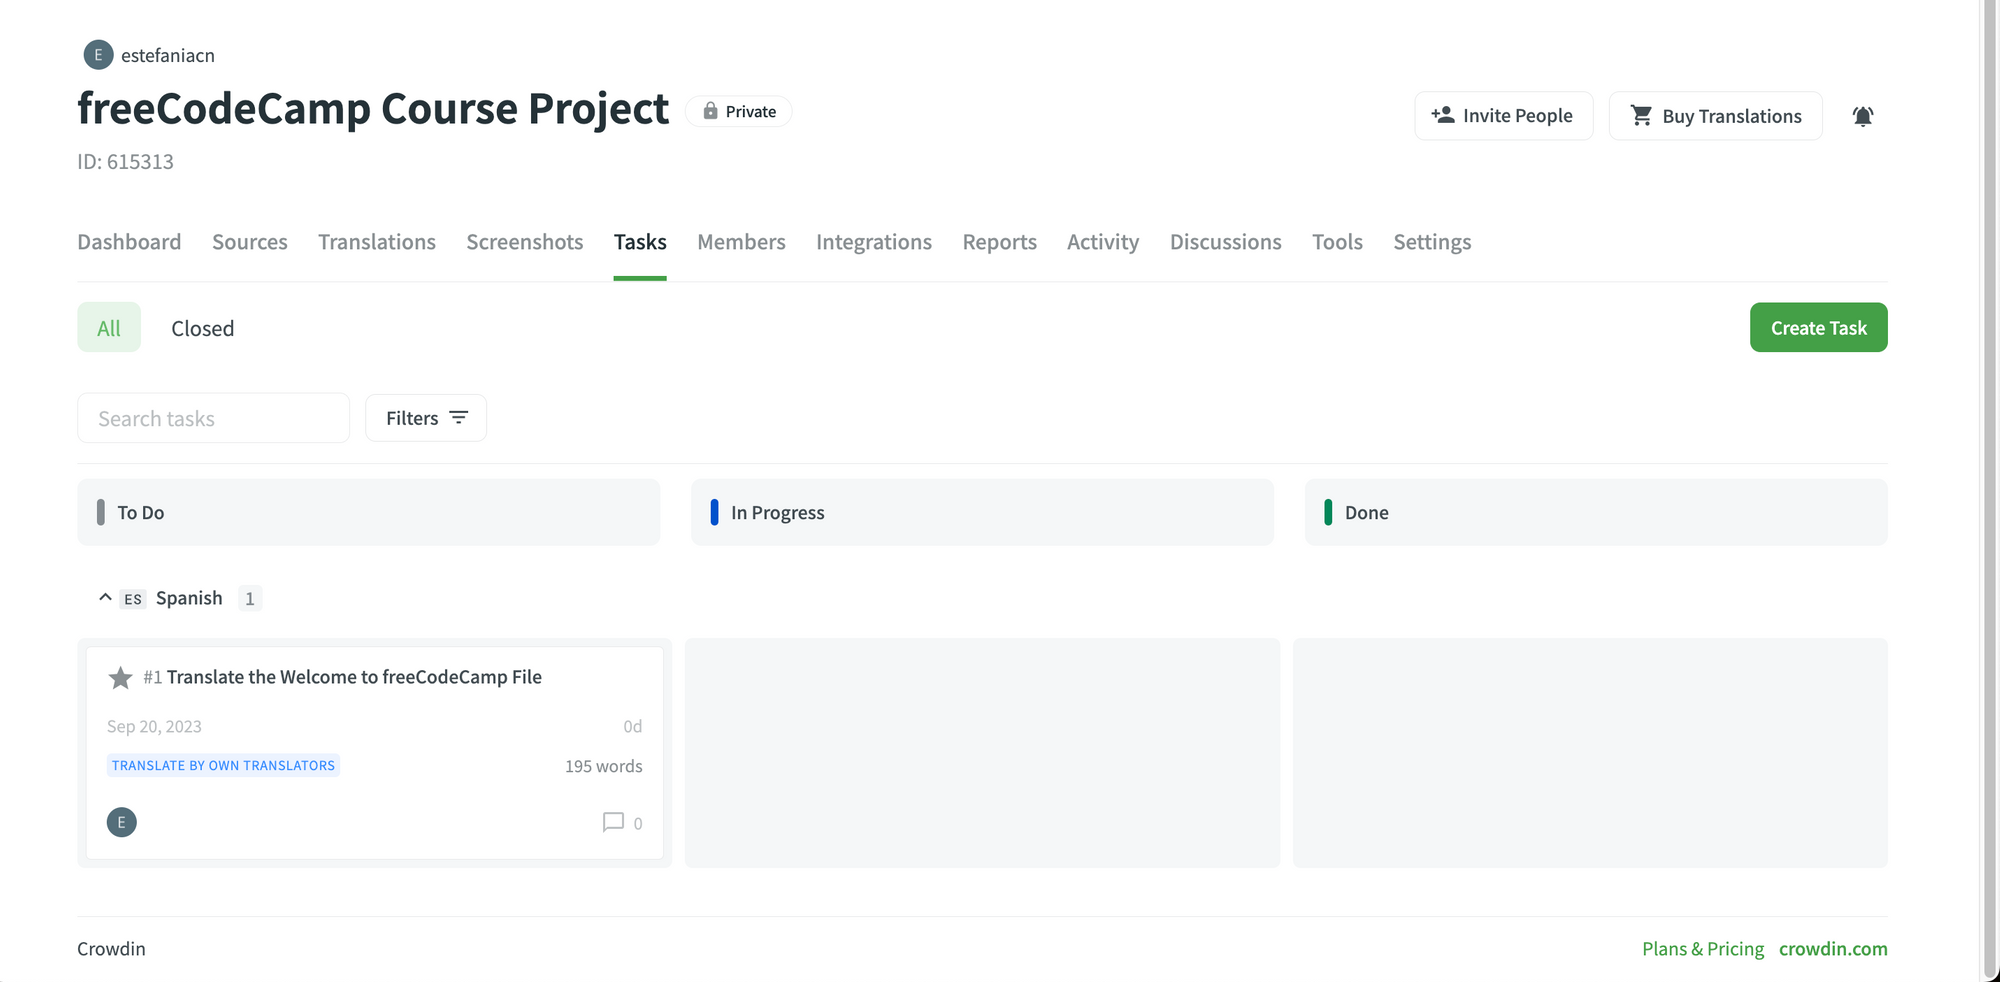 E estefaniacn
freeCodeCamp Course Project Private
Invite People Buy Translations
ID: 615313
Dashboard Sources Translations Screenshots Tasks Members Integrations Reports Activity Discussions Tools Settings
All Closed Create Task
Search tasks Filters
To Do In Progress Done
ES Spanish 1
#1 Translate the Welcome to freeCodeCamp File
Sep 20, 2023 0d
TRANSLATE BY OWN TRANSLATORS 195 words
E 0
Crowdin Plans & Pricing crowdin.com